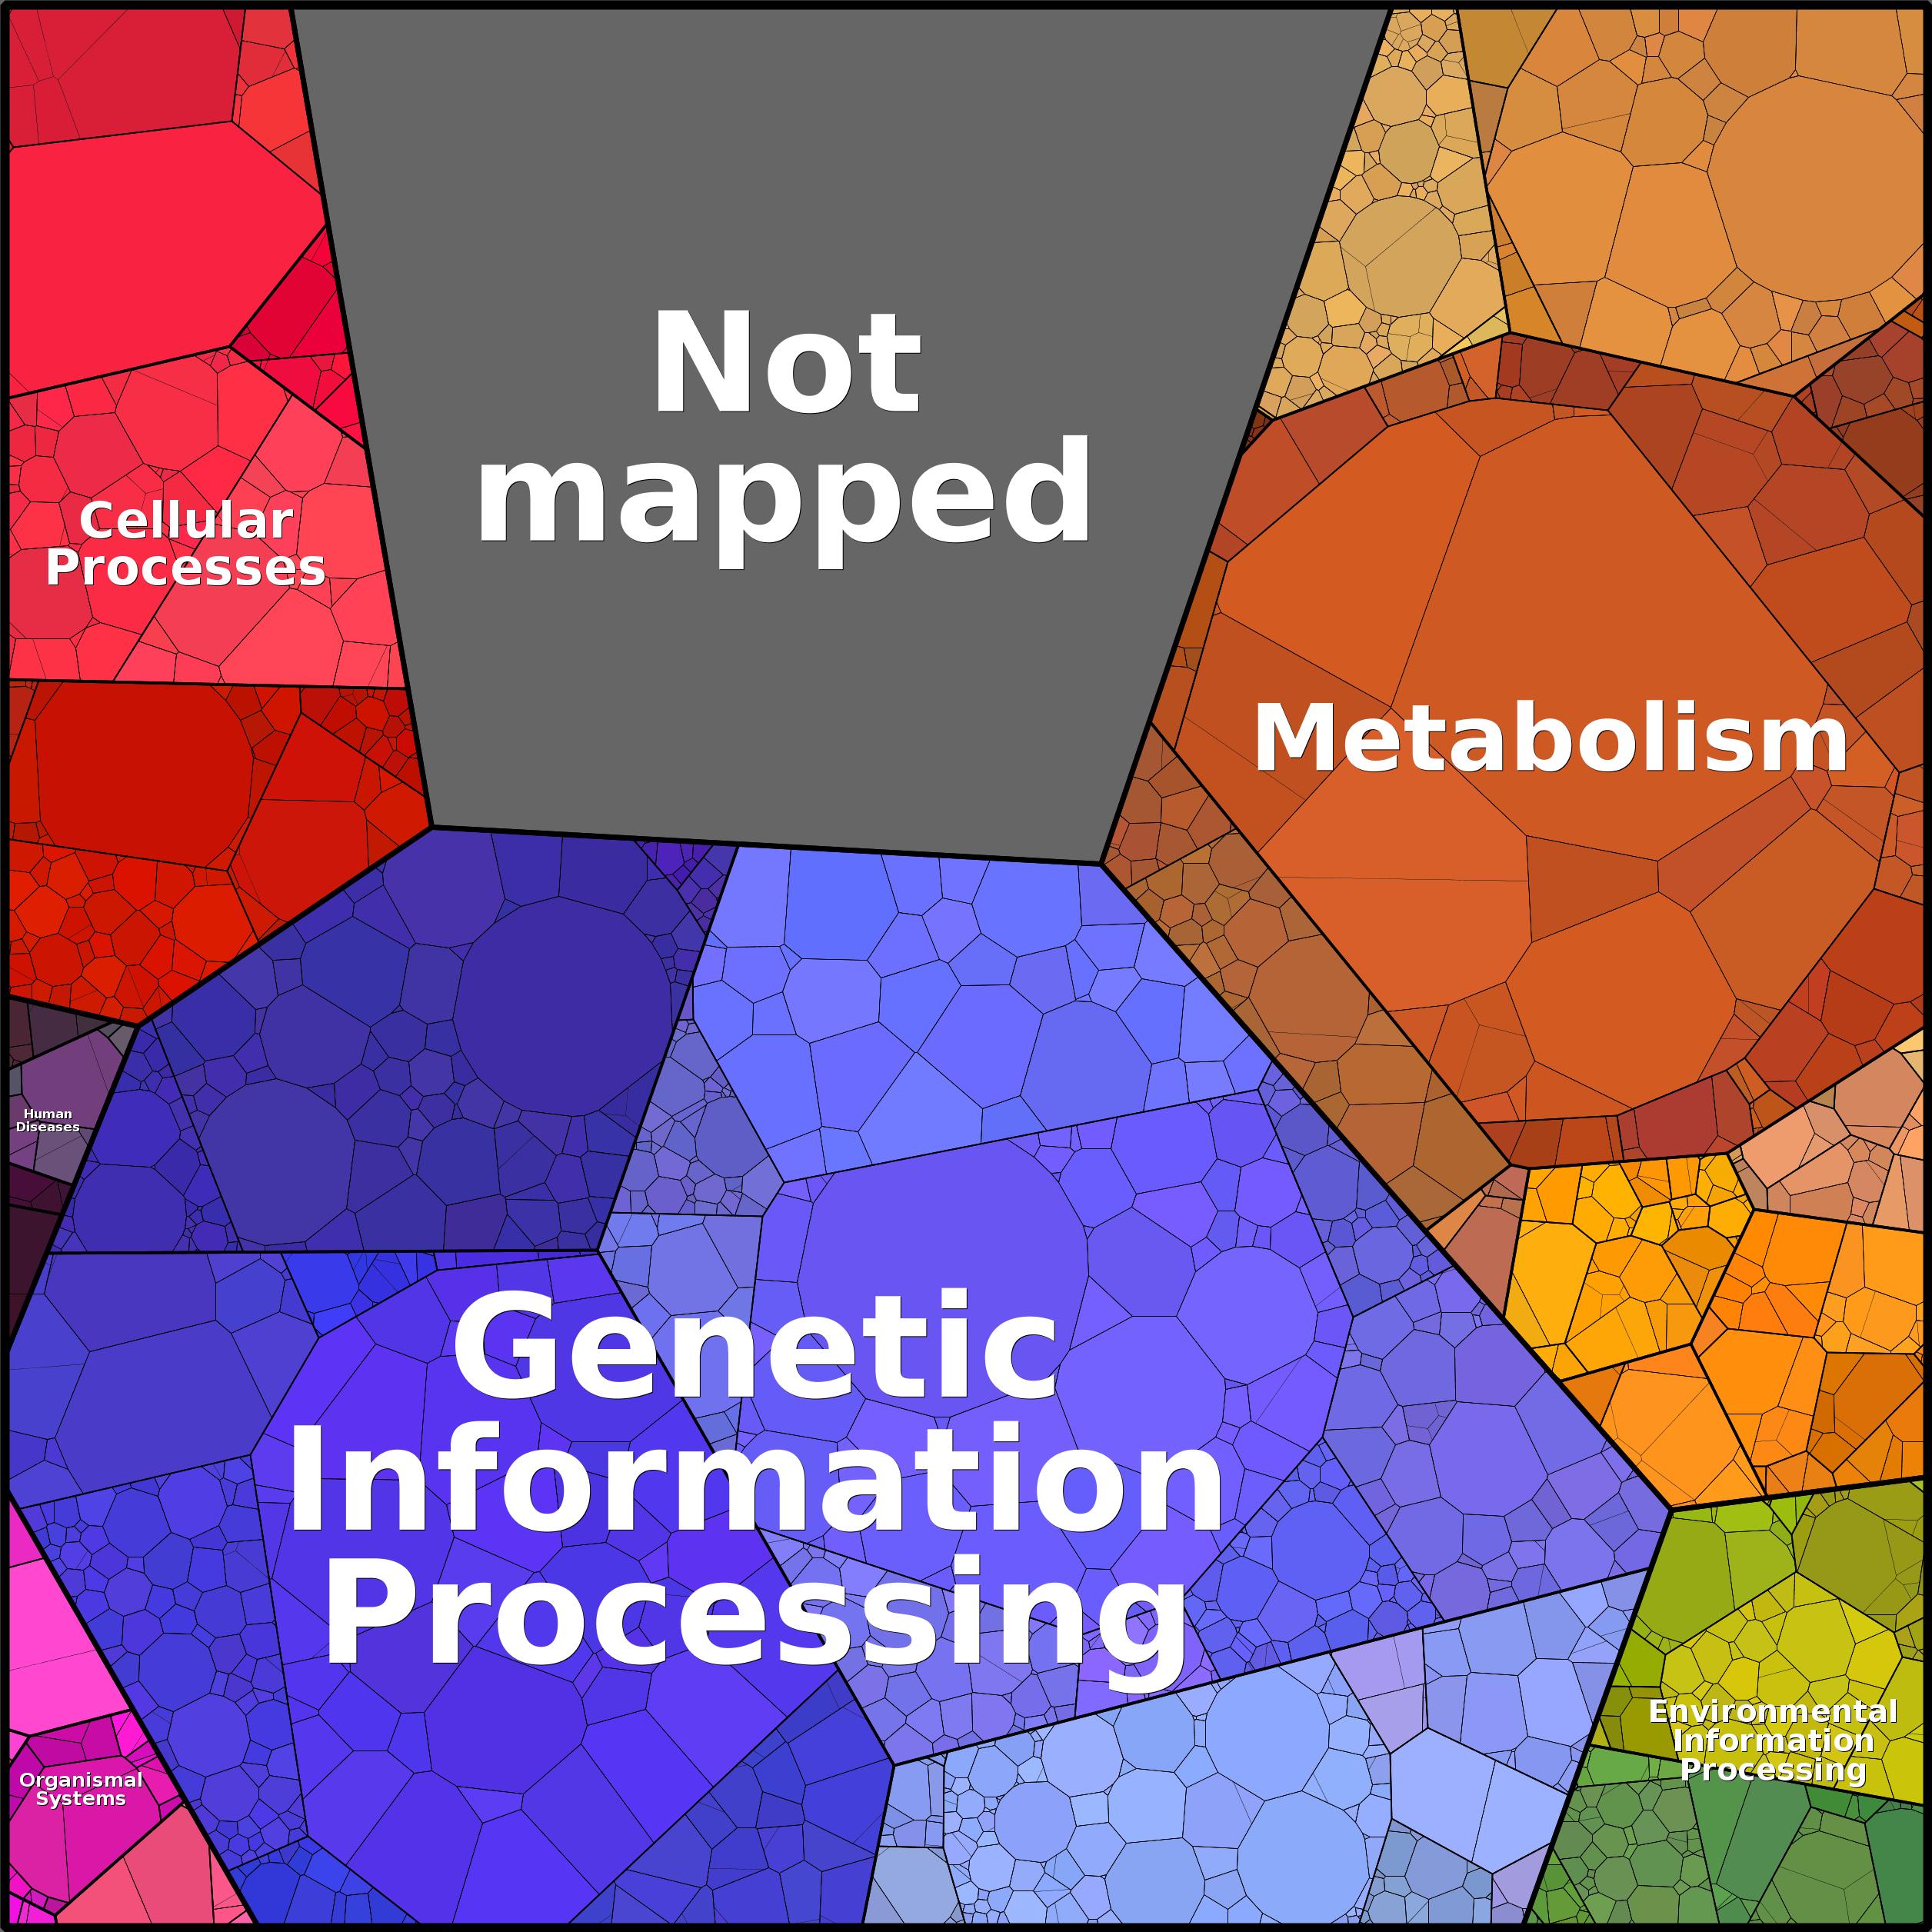 Not
mapped
Cellular
Processes
Metabolism
Human
Diseases
Genetic
Information
Processing
Environmental
Information
Processing
Organismal
Systems